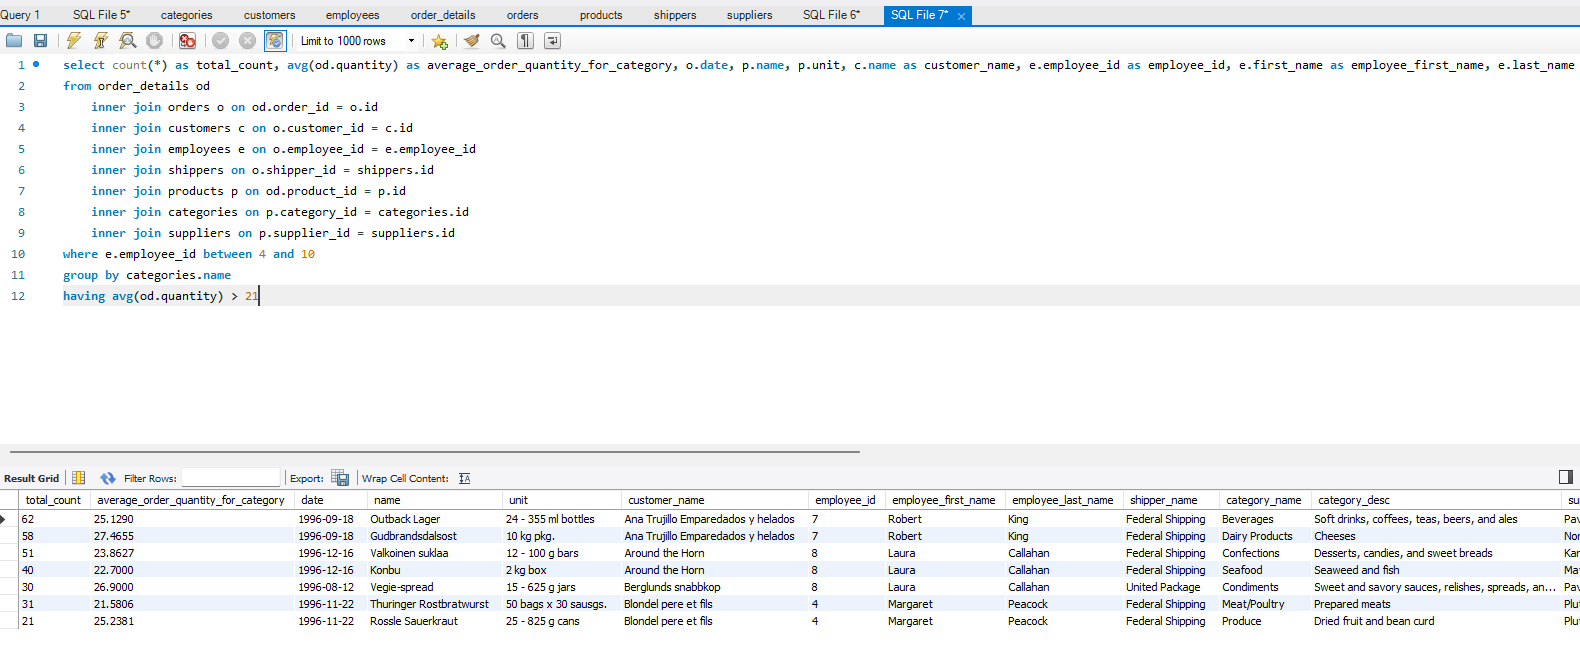 Query 1 SQL File 5* categories customers employees order_details orders products shippers suppliers SQL File 6* SQL File 7*
Limit to 1000 rows
1 select count(*) as total_count, avg(od.quantity) as average_order_quantity_for_category, o.date, p.name, p.unit, c.name as customer_name, e.employee_id as employee_id, e.first_name as employee_first_name, e.last_name
2 from order_details od
3 inner join orders o on od.order_id = o.id
4 inner join customers c on o.customer_id = c.id
5 inner join employees e on o.employee_id = e.employee_id
6 inner join shippers on o.shipper_id = shippers.id
7 inner join products p on od.product_id = p.id
8 inner join categories on p.category_id = categories.id
9 inner join suppliers on p.supplier_id = suppliers.id
10 where e.employee_id between 4 and 10
11 group by categories.name
12 having avg(od.quantity) > 21
Result Grid Filter Rows: Export: Wrap Cell Content:
total_count average_order_quantity_for_category date name unit customer_name employee_id employee_first_name employee_last_name shipper_name category_name category_desc su
62 25.1290 1996-09-18 Outback Lager 24 - 355 ml bottles Ana Trujillo Emparedados y helados 7 Robert King Federal Shipping Beverages Soft drinks, coffees, teas, beers, and ales Pav
58 27.4655 1996-09-18 Gudbrandsdalsost 10 kg pkg. Ana Trujillo Emparedados y helados 7 Robert King Federal Shipping Dairy Products Cheeses Nor
51 23.8627 1996-12-16 Valkoinen suklaa 12 - 100 g bars Around the Horn 8 Laura Callahan Federal Shipping Confections Desserts, candies, and sweet breads Kar
40 22.7000 1996-12-16 Konbu 2 kg box Around the Horn 8 Laura Callahan Federal Shipping Seafood Seaweed and fish Ma
30 26.9000 1996-08-12 Vegie-spread 15 - 625 g jars Berglunds snabbkop 8 Laura Callahan United Package Condiments Sweet and savory sauces, relishes, spreads, an... Pav
31 21.5806 1996-11-22 Thuringer Rostbratwurst 50 bags x 30 sausgs. Blondel pere et fils 4 Margaret Peacock Federal Shipping Meat/Poultry Prepared meats Plu
21 25.2381 1996-11-22 Rossle Sauerkraut 25 - 825 g cans Blondel pere et fils 4 Margaret Peacock Federal Shipping Produce Dried fruit and bean curd Plu